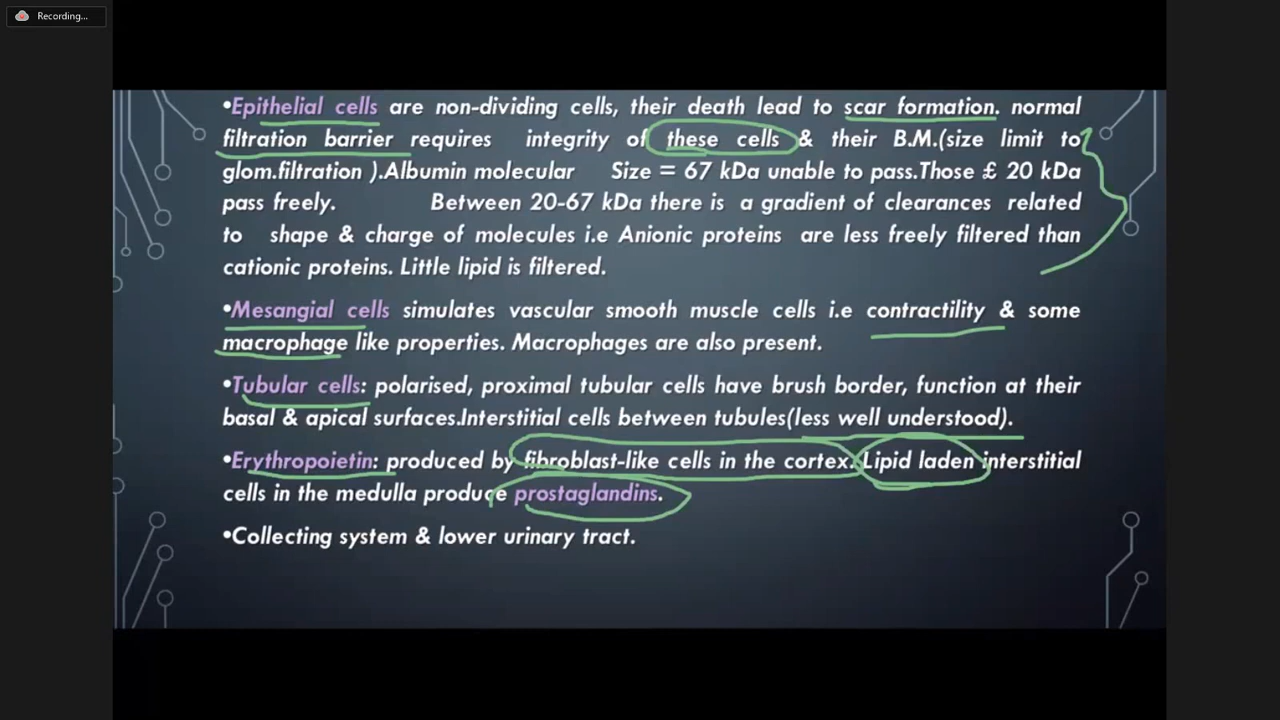 Recording...
•Epithelial cells are non-dividing cells, their death lead to scar formation. normal
filtration barrier requires integrity of these cells & their B.M.(size limit to
glom.filtration ).Albumin molecular Size = 67 kDa unable to pass.Those £ 20 kDa
pass freely. Between 20-67 kDa there is a gradient of clearances related
to shape & charge of molecules i.e Anionic proteins are less freely filtered than
cationic proteins. Little lipid is filtered.
•Mesangial cells simulates vascular smooth muscle cells i.e contractility & some
macrophage like properties. Macrophages are also present.
•Tubular cells: polarised, proximal tubular cells have brush border, function at their
basal & apical surfaces.Interstitial cells between tubules(less well understood).
•Erythropoietin: produced by fibroblast-like cells in the cortex. Lipid laden interstitial
cells in the medulla produce prostaglandins.
•Collecting system & lower urinary tract.